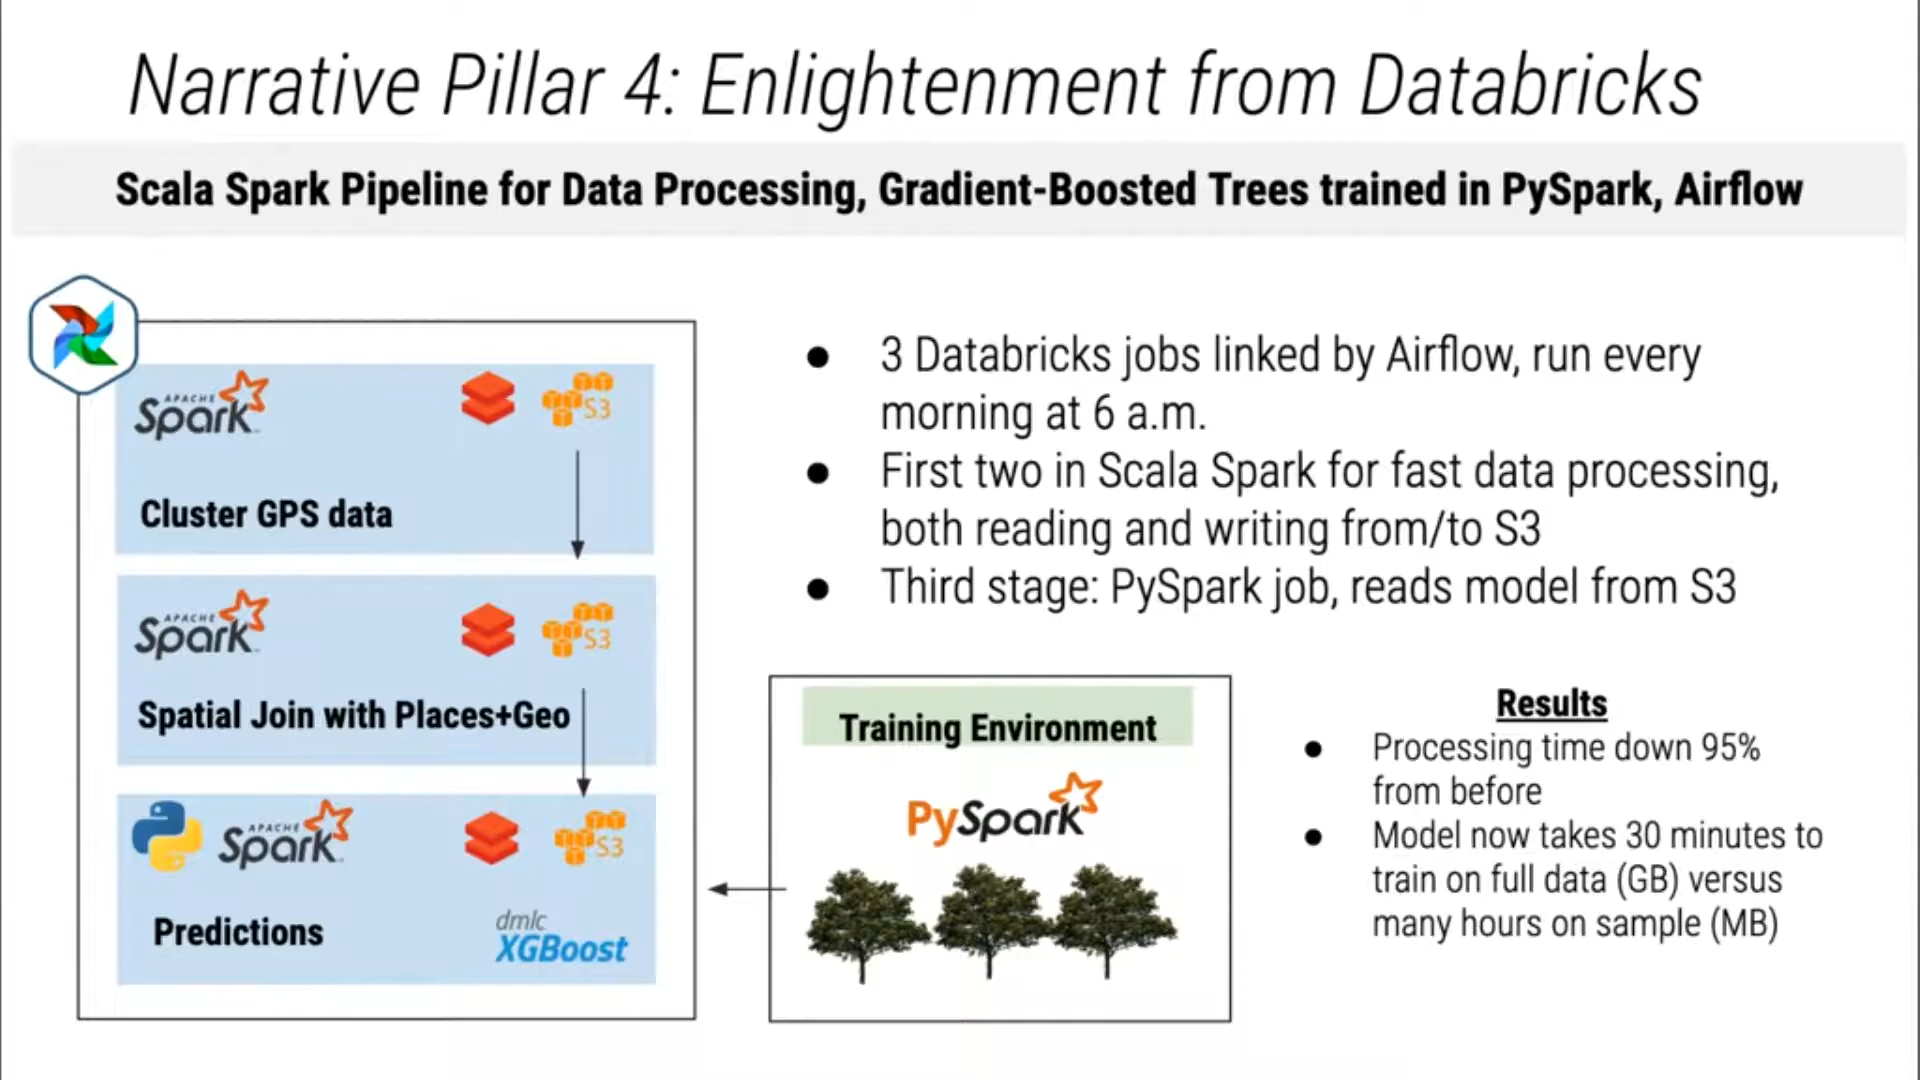 Narrative Pillar 4: Enlightenment from Databricks
Scala Spark Pipeline for Data Processing, Gradient-Boosted Trees trained in PySpark, Airflow
APACHE
Spark
S3
Cluster GPS data
APACHE
Spark
S3
Spatial Join with Places+Geo
APACHE
Spark
S3
Predictions
dmlc
XGBoost
● 3 Databricks jobs linked by Airflow, run every
morning at 6 a.m.
● First two in Scala Spark for fast data processing,
both reading and writing from/to S3
● Third stage: PySpark job, reads model from S3
Training Environment
PySpark
Results
● Processing time down 95%
from before
● Model now takes 30 minutes to
train on full data (GB) versus
many hours on sample (MB)